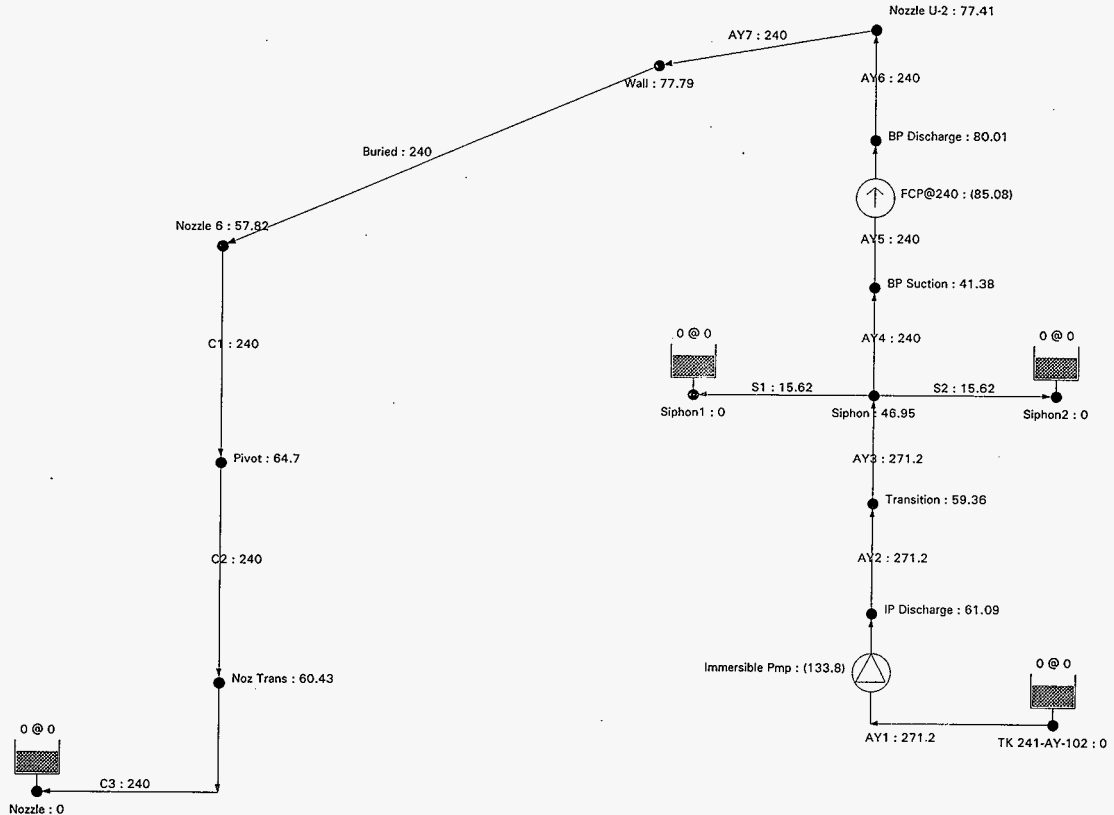 Nozzle U-2 : 77.41
AY7 : 240
Wall : 77.79
AY6 : 240
BP Discharge : 80.01
Buried : 240
FCP@240 : (85.08)
Nozzle 6 : 57.82
AY5 : 240
BP Suction : 41.38
C1 : 240
0 @ 0
AY4 : 240
0 @ 0
S1 : 15.62
S2 : 15.62
Siphon1 : 0
Siphon : 46.95
Siphon2 : 0
Pivot : 64.7
AY3 : 271.2
Transition : 59.36
C2 : 240
AY2 : 271.2
IP Discharge : 61.09
Immersible Pmp : (133.8)
0 @ 0
Noz Trans : 60.43
0 @ 0
AY1 : 271.2
TK 241-AY-102 : 0
C3 : 240
Nozzle : 0